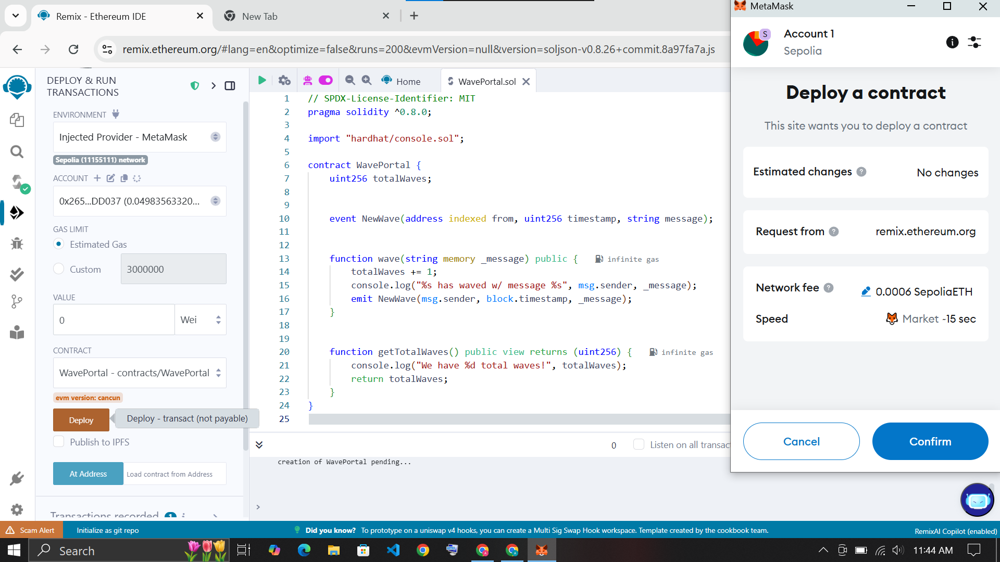 Remix - Ethereum IDE
New Tab
remix.ethereum.org/#lang=en&optimize=false&runs=200&evmVersion=null&version=soljson-v0.8.26+commit.8a97fa7a.js
DEPLOY & RUN
TRANSACTIONS
ENVIRONMENT
Injected Provider - MetaMask
Sepolia (11155111) network
ACCOUNT
0x265...DD037 (0.04983563320...
GAS LIMIT
Estimated Gas
Custom
3000000
VALUE
0
Wei
CONTRACT
WavePortal - contracts/WavePortal
evm version: cancun
Deploy
Deploy - transact (not payable)
Publish to IPFS
At Address
Load contract from Address
Transactions recorded 1 i
Home
WavePortal.sol
1 // SPDX-License-Identifier: MIT
2 pragma solidity ^0.8.0;
3
4 import "hardhat/console.sol";
5
6 contract WavePortal {
7 uint256 totalWaves;
8
9
10 event NewWave(address indexed from, uint256 timestamp, string message);
11
12
13 function wave(string memory _message) public { infinite gas
14 totalWaves += 1;
15 console.log("%s has waved w/ message %s", msg.sender, _message);
16 emit NewWave(msg.sender, block.timestamp, _message);
17 }
18
19
20 function getTotalWaves() public view returns (uint256) { infinite gas
21 console.log("We have %d total waves!", totalWaves);
22 return totalWaves;
23 }
24 }
25
0
Listen on all transac
creation of WavePortal pending...
>
MetaMask
S
Account 1
Sepolia
Deploy a contract
This site wants you to deploy a contract
Estimated changes ?
No changes
Request from ?
remix.ethereum.org
Network fee ?
0.0006 SepoliaETH
Speed
Market ~15 sec
Cancel
Confirm
Scam Alert
Initialize as git repo
Did you know? To prototype on a uniswap v4 hooks, you can create a Multi Sig Swap Hook workspace. Template created by the cookbook team.
RemixAI Copilot (enabled)
Search
11:44 AM